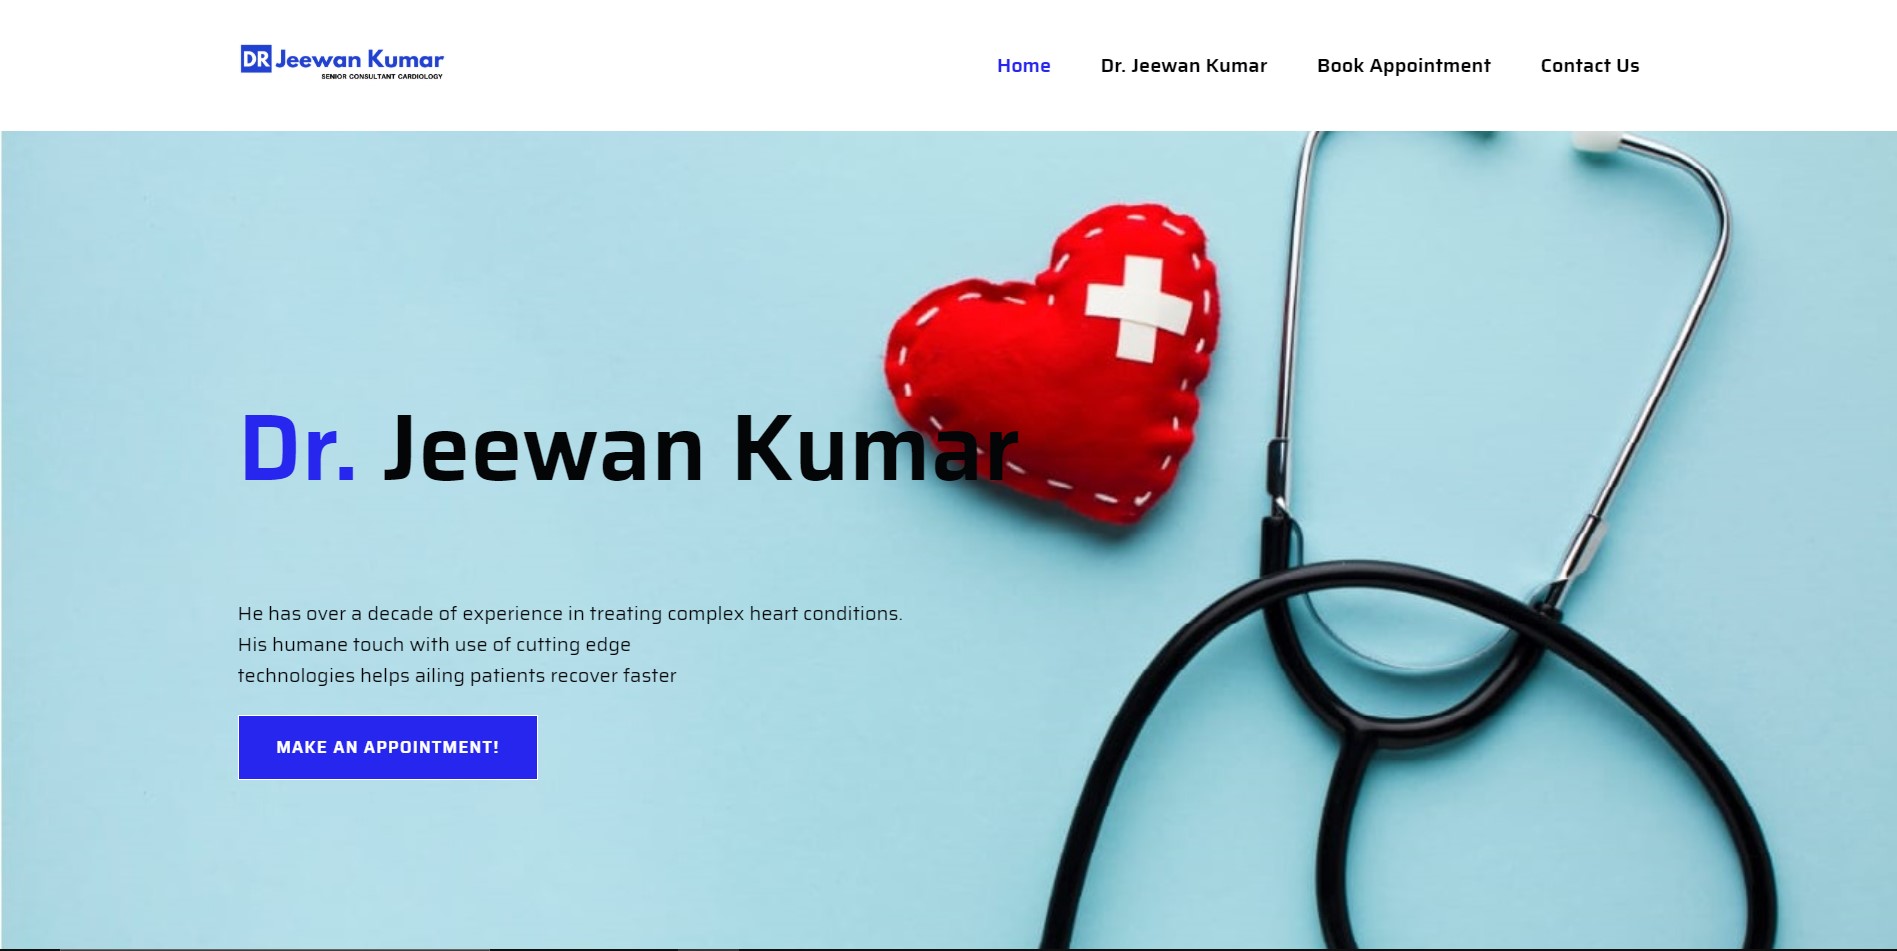 DR Jeewan Kumar
SENIOR CONSULTANT CARDIOLOGY
Home Dr. Jeewan Kumar Book Appointment Contact Us
Dr. Jeewan Kumar
He has over a decade of experience in treating complex heart conditions.
His humane touch with use of cutting edge
technologies helps ailing patients recover faster
MAKE AN APPOINTMENT!